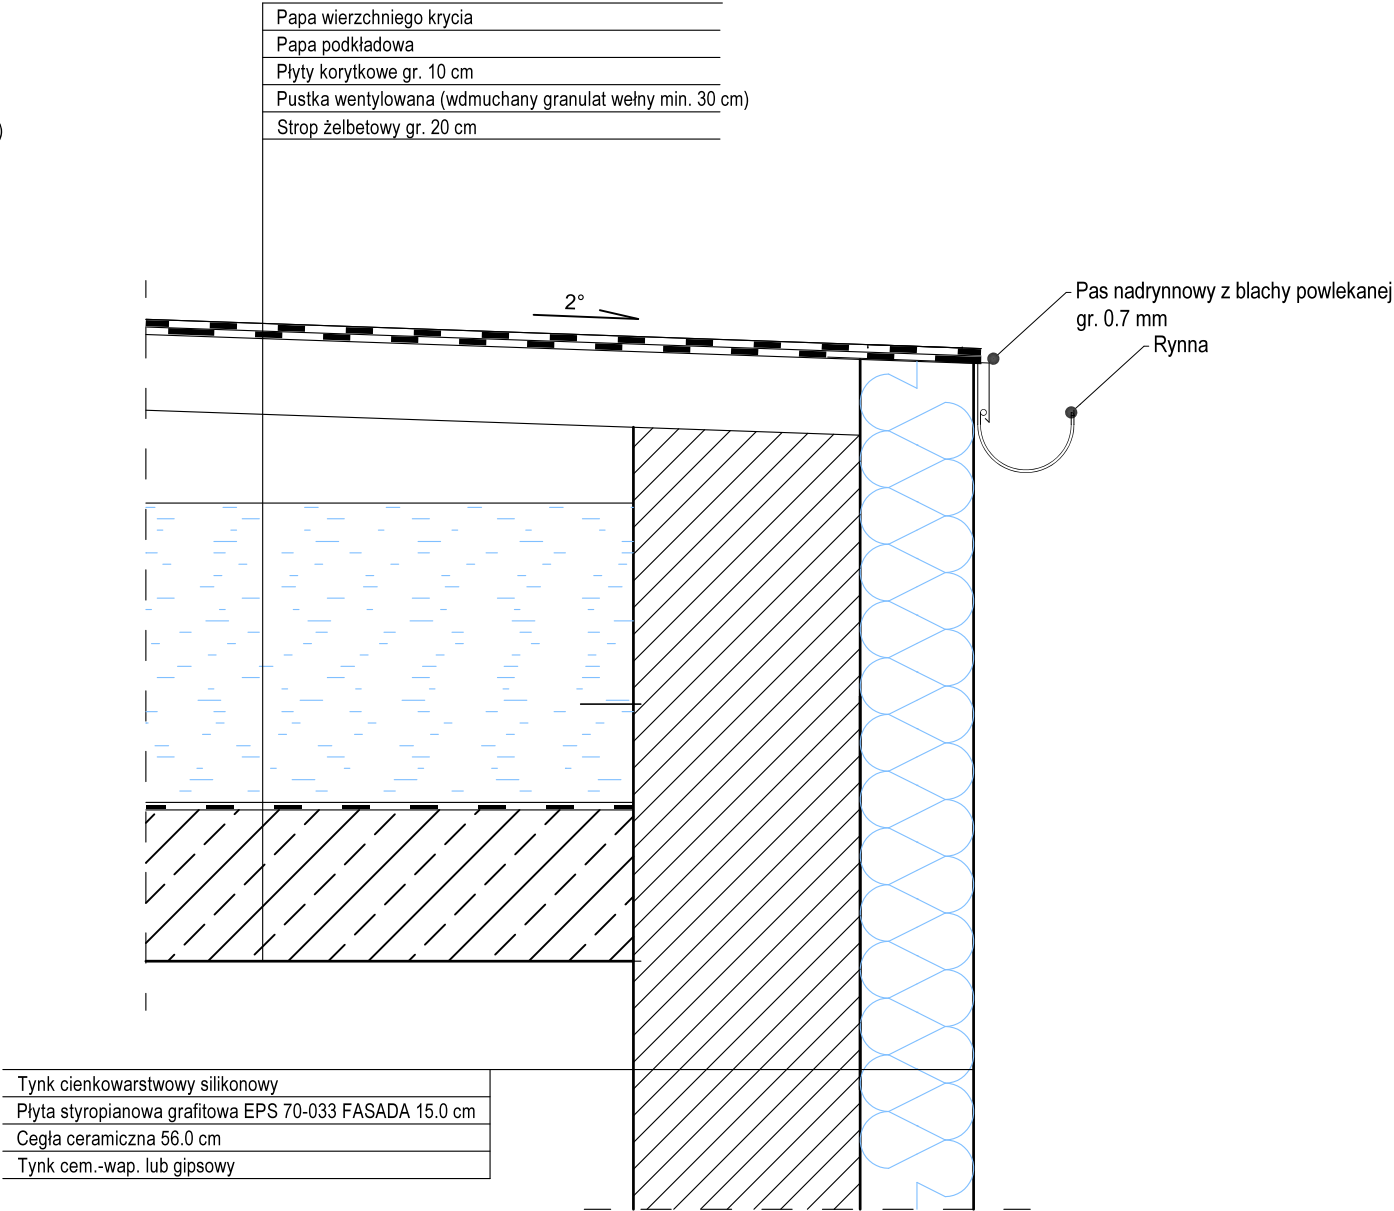 Papa wierzchniego krycia
Papa podkładowa
Płyty korytkowe gr. 10 cm
Pustka wentylowana (wdmuchany granulat wełny min. 30 cm)
Strop żelbetowy gr. 20 cm
)
2°
Pas nadrynnowy z blachy powlekanej
gr. 0.7 mm
Rynna
Tynk cienkowarstwowy silikonowy
Płyta styropianowa grafitowa EPS 70-033 FASADA 15.0 cm
Cegła ceramiczna 56.0 cm
Tynk cem.-wap. lub gipsowy